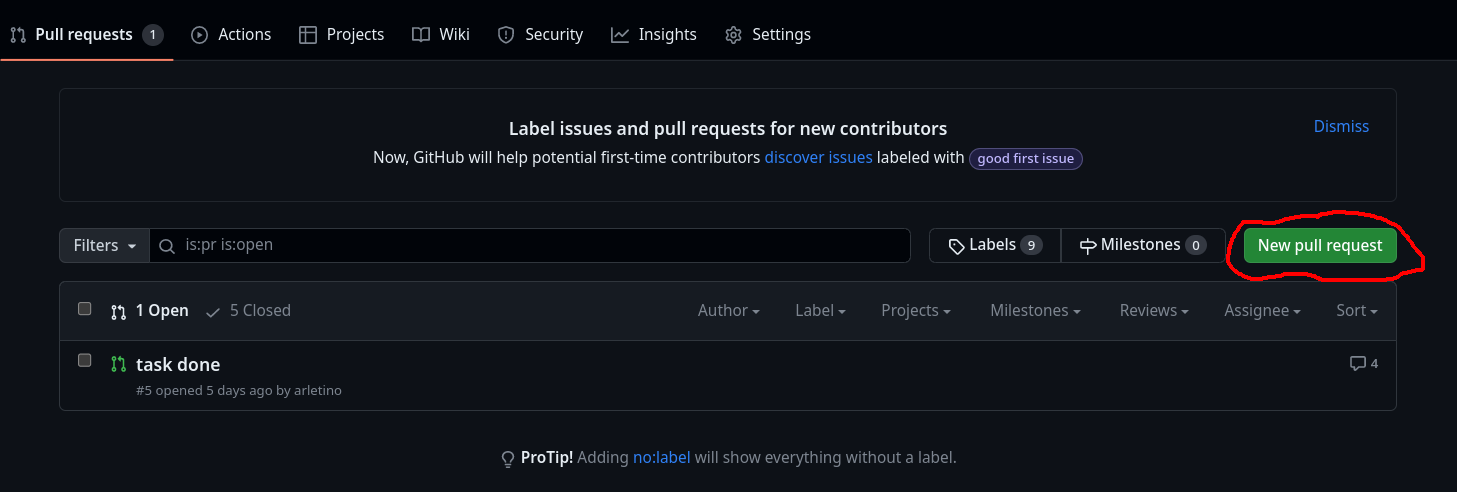 Pull requests 1 Actions Projects Wiki Security Insights Settings
Label issues and pull requests for new contributors
Dismiss
Now, GitHub will help potential first-time contributors discover issues labeled with good first issue
Filters is:pr is:open Labels 9 Milestones 0 New pull request
1 Open 5 Closed Author Label Projects Milestones Reviews Assignee Sort
task done 4
#5 opened 5 days ago by arletino
ProTip! Adding no:label will show everything without a label.